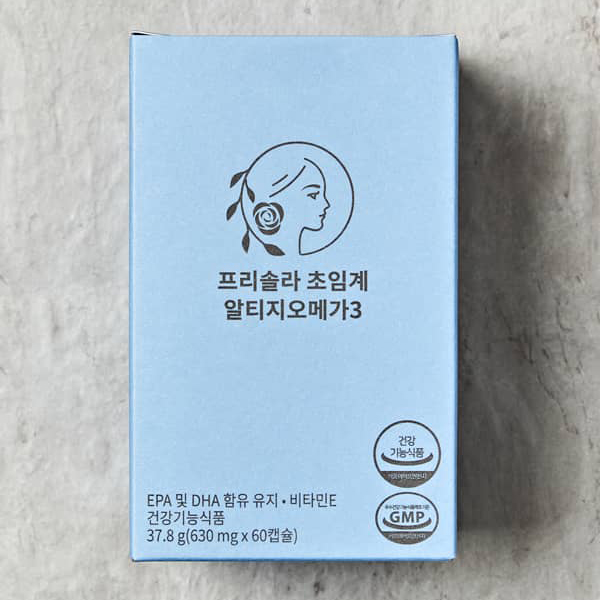 프리솔라 초임계
알티지오메가3
건강
기능식품
EPA 및 DHA 함유 유지 • 비타민E
건강기능식품
37.8 g(630 mg x 60캡슐)
GMP